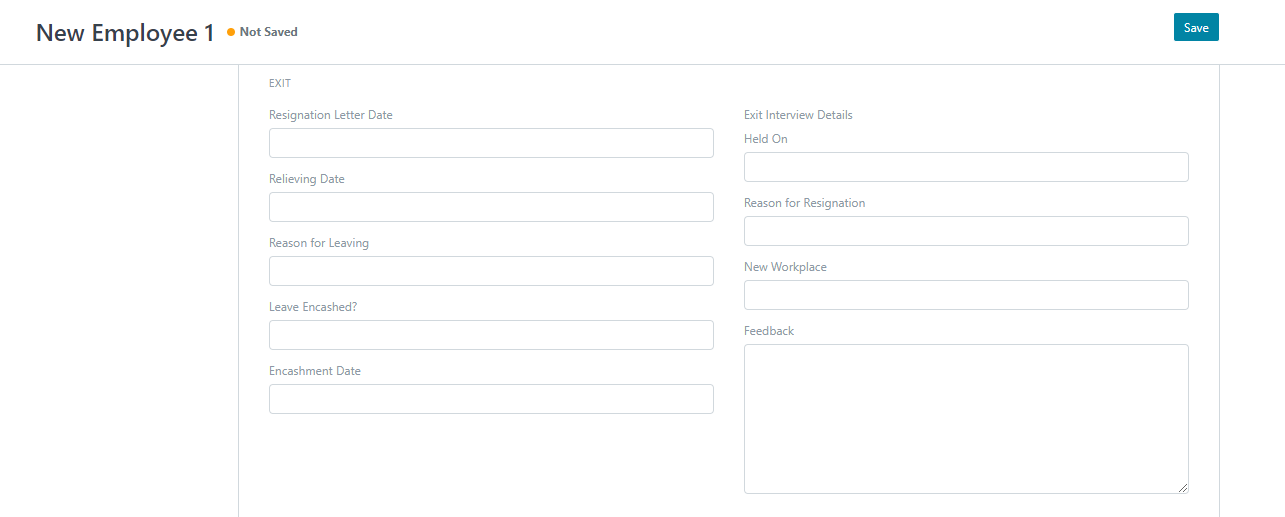 New Employee 1
Not Saved
Save
EXIT
Resignation Letter Date
Relieving Date
Reason for Leaving
Leave Encashed?
Encashment Date
Exit Interview Details
Held On
Reason for Resignation
New Workplace
Feedback